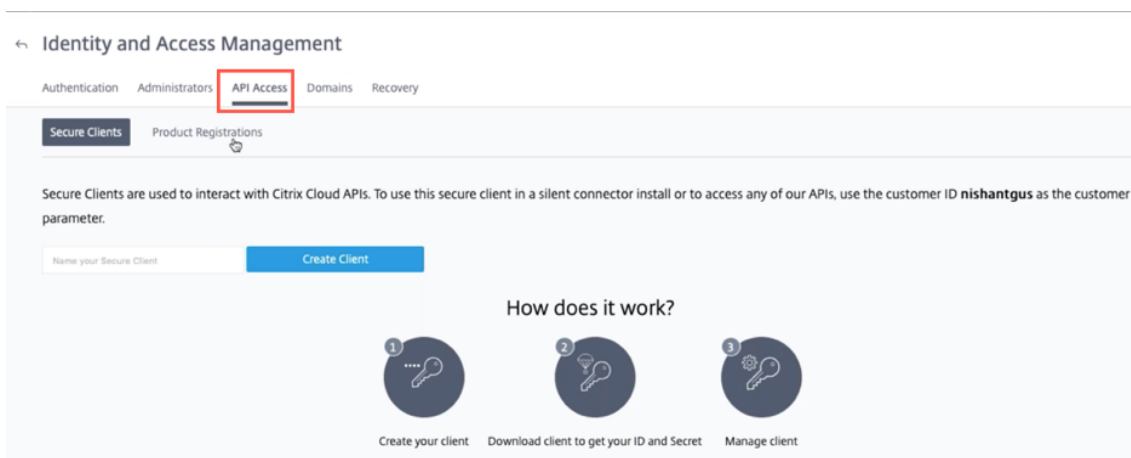 Identity and Access Management
Authentication Administrators API Access Domains Recovery
Secure Clients Product Registrations
Secure Clients are used to interact with Citrix Cloud APIs. To use this secure client in a silent connector install or to access any of our APIs, use the customer ID nishantgus as the customer
parameter.
Name your Secure Client Create Client
How does it work?
1 2 3
Create your client Download client to get your ID and Secret Manage client